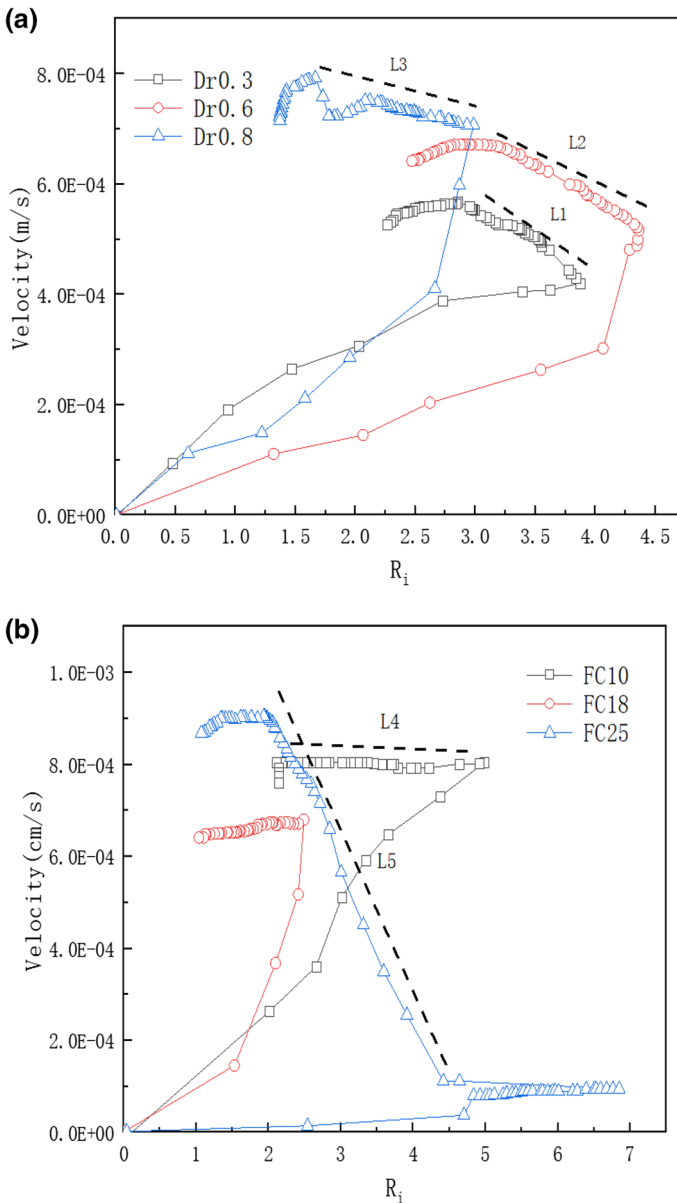 (a)
L3
Dr0.3
Dr0.6
Dr0.8
L2
L1
8.0E-04
6.0E-04
4.0E-04
2.0E-04
0.0E+00
Velocity(m/s)
0.0 0.5 1.0 1.5 2.0 2.5 3.0 3.5 4.0 4.5
Ri
(b)
FC10
FC18
FC25
L4
L5
1.0E-03
8.0E-04
6.0E-04
4.0E-04
2.0E-04
0.0E+00
Velocity(cm/s)
0 1 2 3 4 5 6 7
Ri